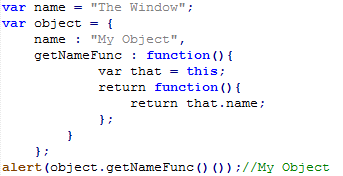 var name = "The Window";
var object = {
    name : "My Object",
    getNameFunc : function(){
            var that = this;
            return function(){
                return that.name;
            };
        }
    };
alert(object.getNameFunc()());//My Object